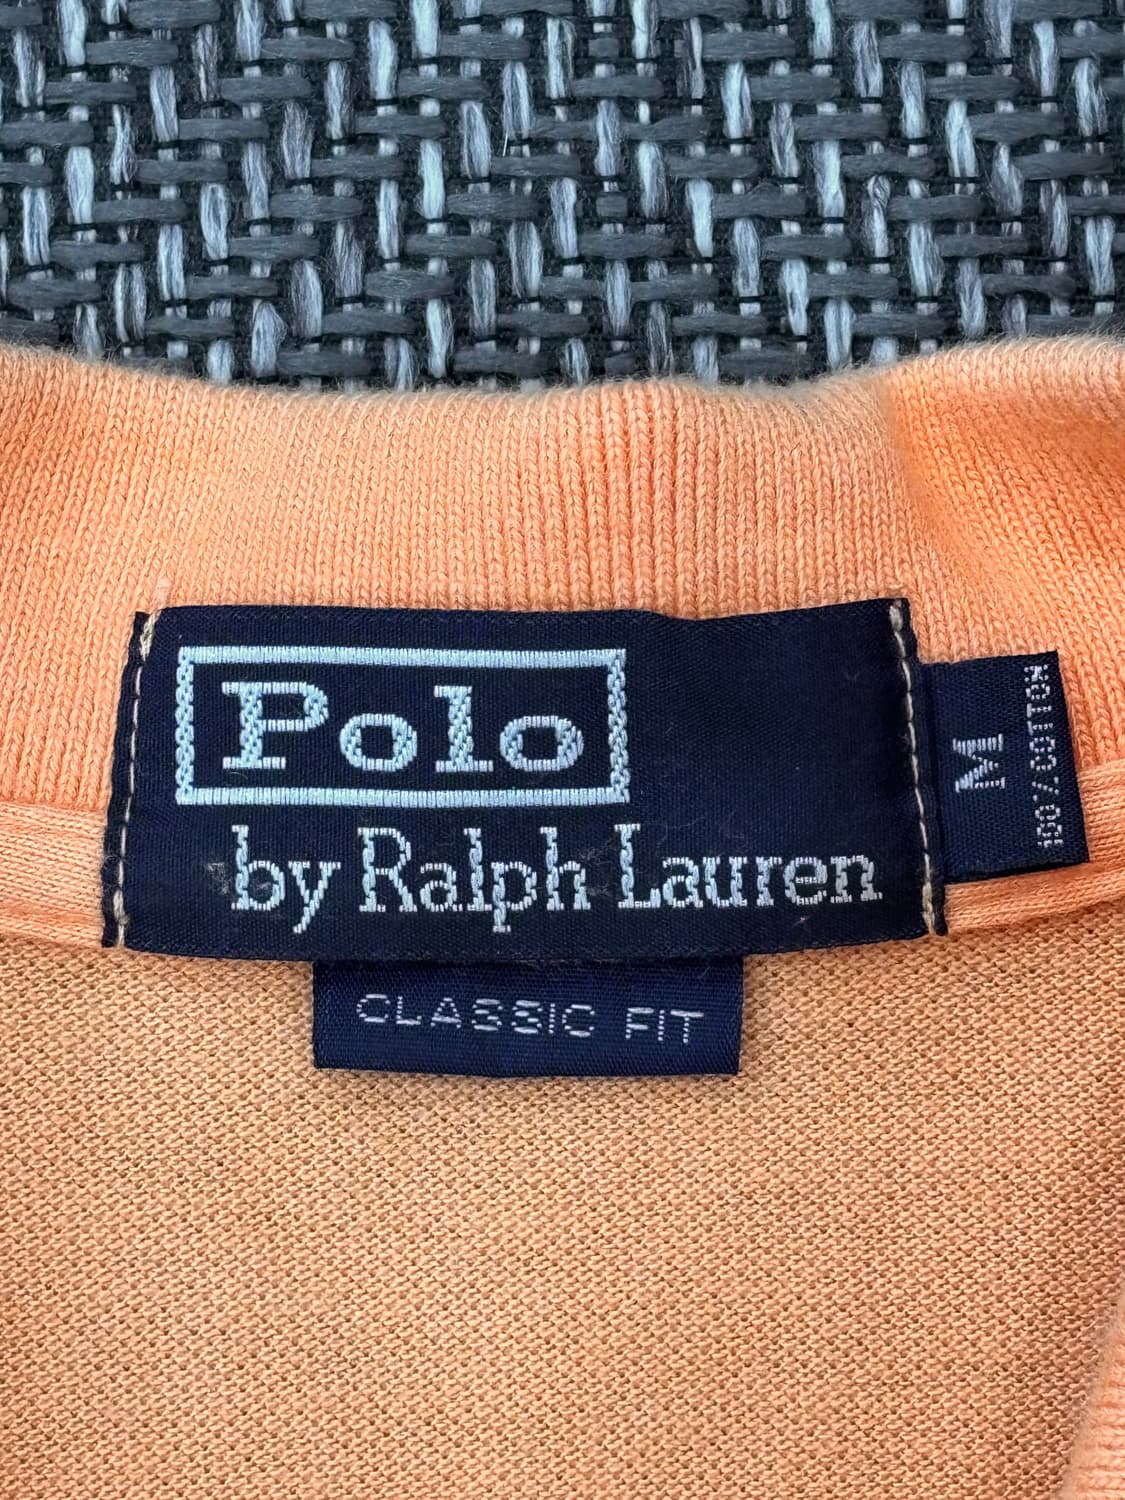 Polo
by Ralph Lauren
M
100% COTTON
CLASSIC FIT